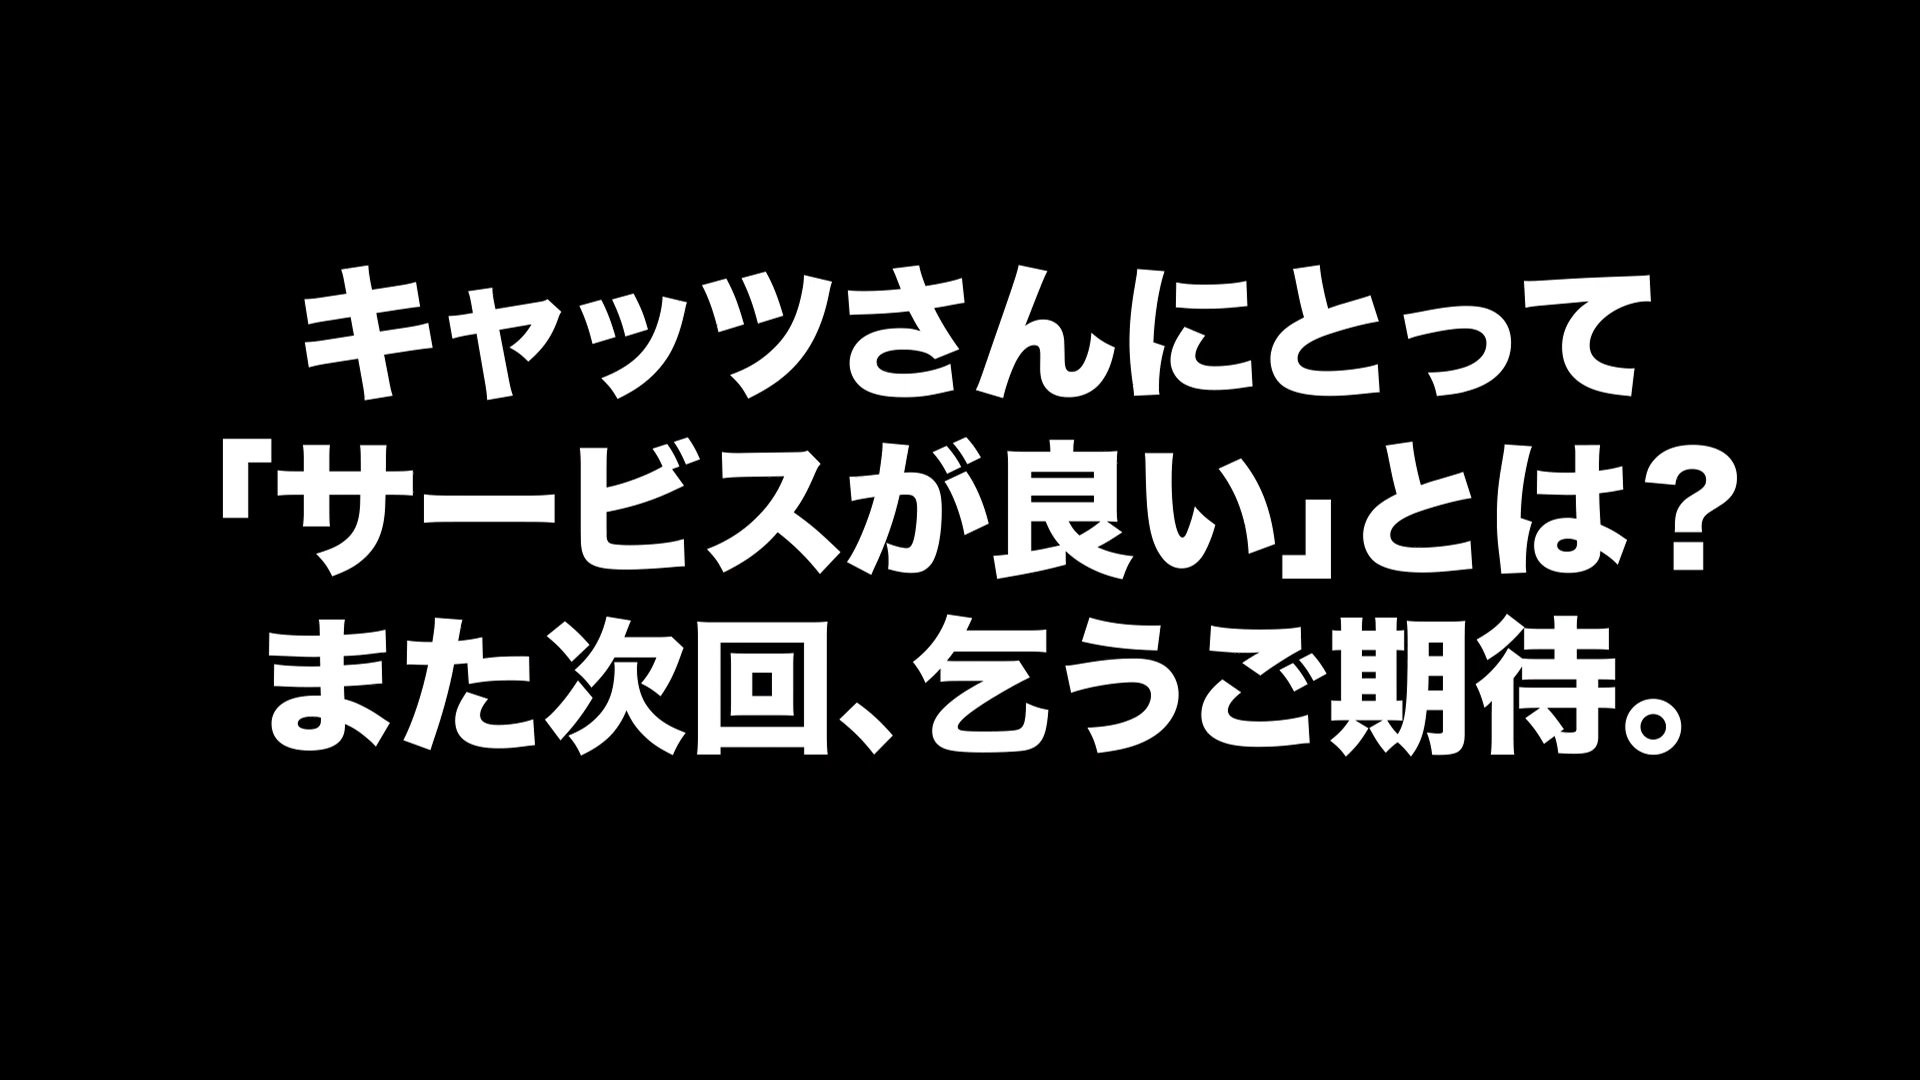 キャッツさんにとって
「サービスが良い」とは？
また次回、乞うご期待。